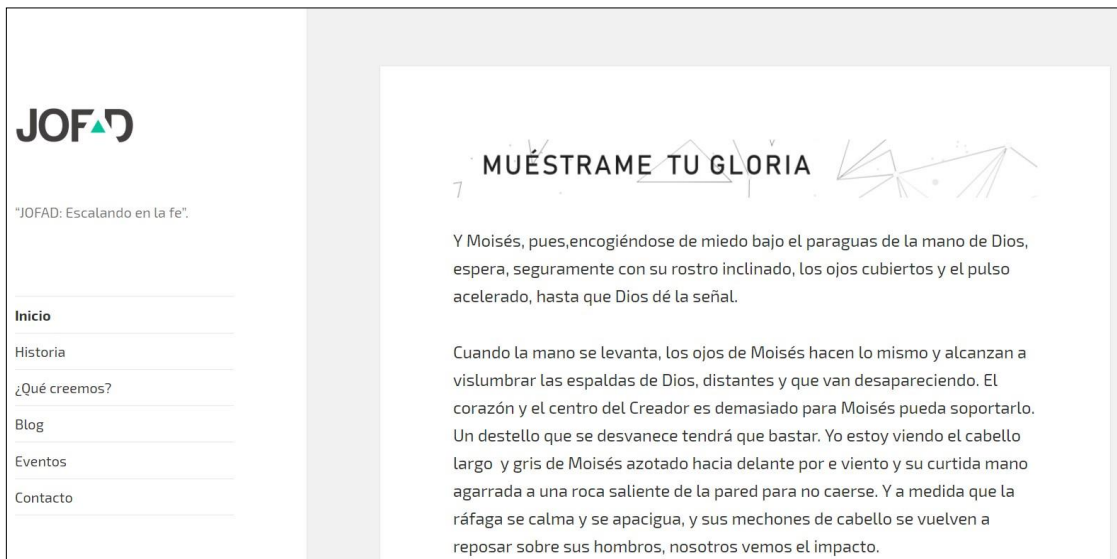 JOFAD
"JOFAD: Escalando en la fe".
Inicio
Historia
¿Qué creemos?
Blog
Eventos
Contacto
MUÉSTRAME TU GLORIA
Y Moisés, pues,encogiéndose de miedo bajo el paraguas de la mano de Dios,
espera, seguramente con su rostro inclinado, los ojos cubiertos y el pulso
acelerado, hasta que Dios dé la señal.
Cuando la mano se levanta, los ojos de Moisés hacen lo mismo y alcanzan a
vislumbrar las espaldas de Dios, distantes y que van desapareciendo. El
corazón y el centro del Creador es demasiado para Moisés pueda soportarlo.
Un destello que se desvanece tendrá que bastar. Yo estoy viendo el cabello
largo  y gris de Moisés azotado hacia delante por e viento y su curtida mano
agarrada a una roca saliente de la pared para no caerse. Y a medida que la
ráfaga se calma y se apacigua, y sus mechones de cabello se vuelven a
reposar sobre sus hombros, nosotros vemos el impacto.